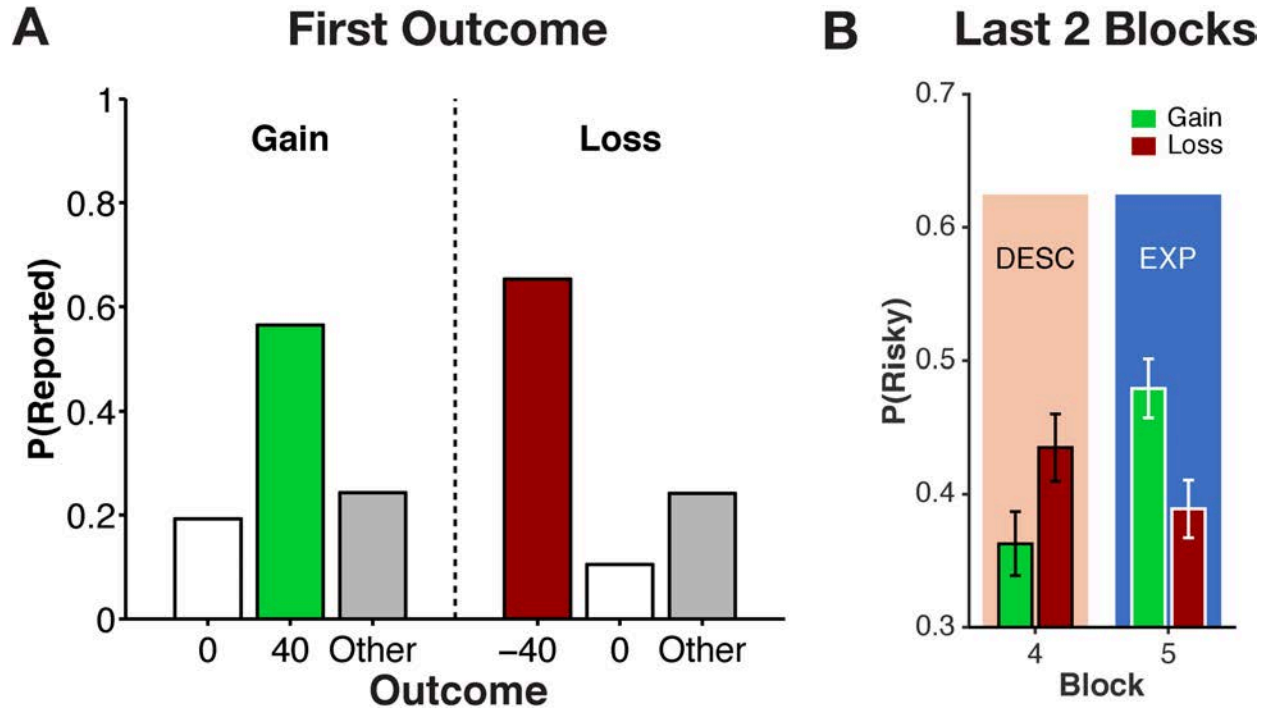 A
First Outcome
P(Reported)
1
0.8
0.6
0.4
0.2
0
Gain
Loss
0 40 Other −40 0 Other
Outcome
B
Last 2 Blocks
P(Risky)
0.7
0.6
0.5
0.4
0.3
Gain
Loss
DESC EXP
4 5
Block